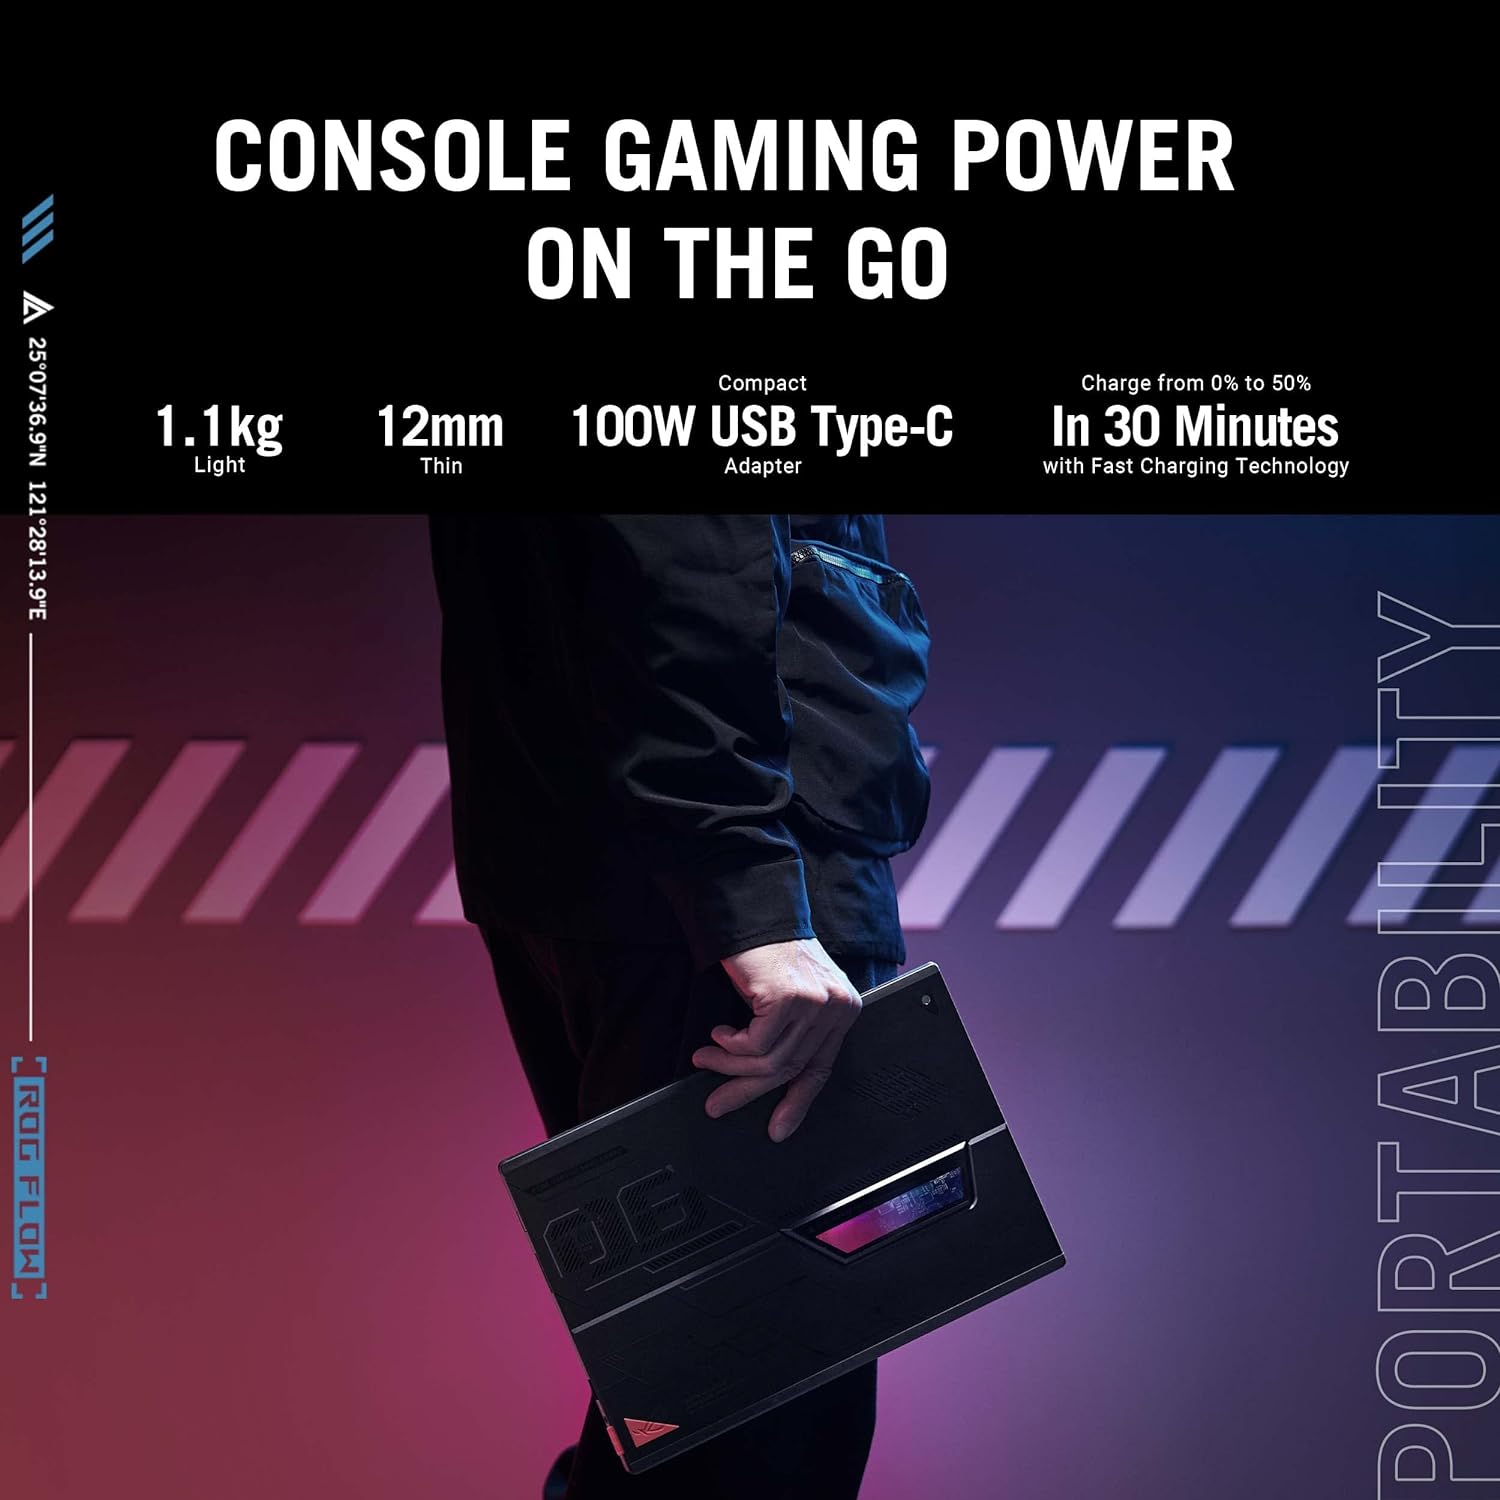 CONSOLE GAMING POWER
ON THE GO
1.1kg
Light
12mm
Thin
Compact
100W USB Type-C
Adapter
Charge from 0% to 50%
In 30 Minutes
with Fast Charging Technology
25°07'36.9"N 121°28'13.9"E
[ROG FLOW]
PORTABILITY
06